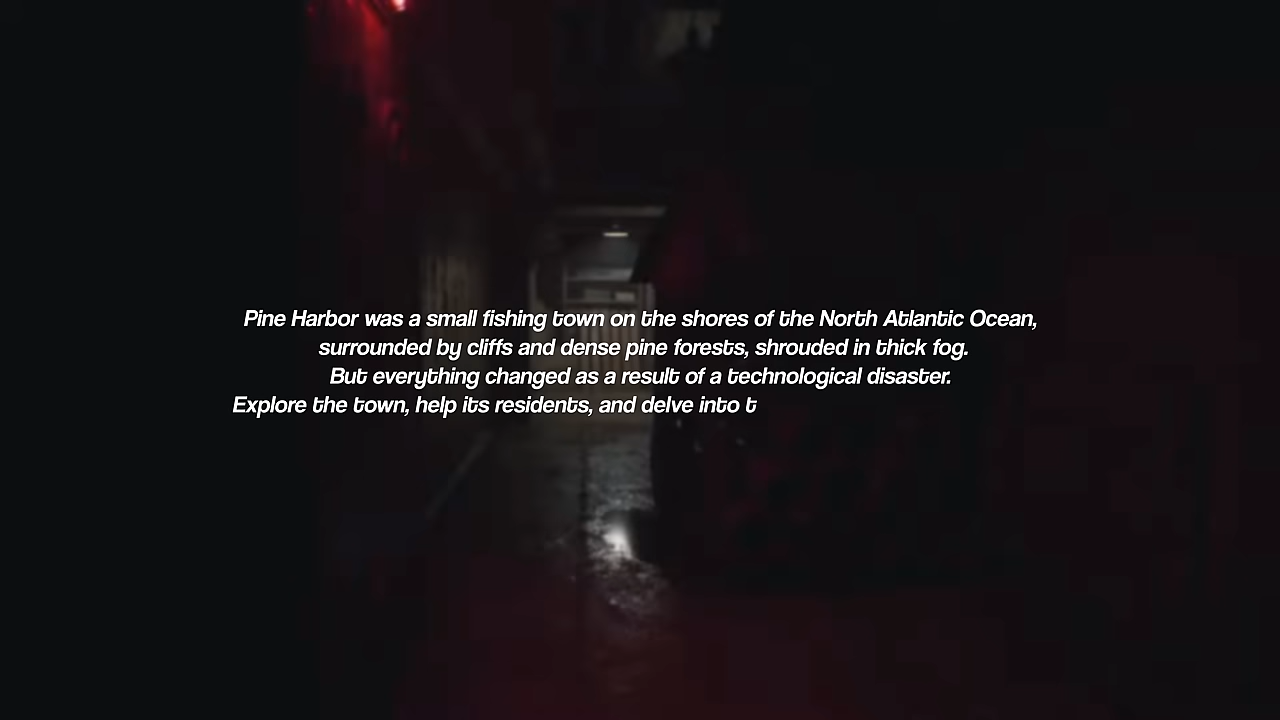 Pine Harbor was a small fishing town on the shores of the North Atlantic Ocean,
surrounded by cliffs and dense pine forests, shrouded in thick fog.
But everything changed as a result of a technological disaster.
Explore the town, help its residents, and delve into t